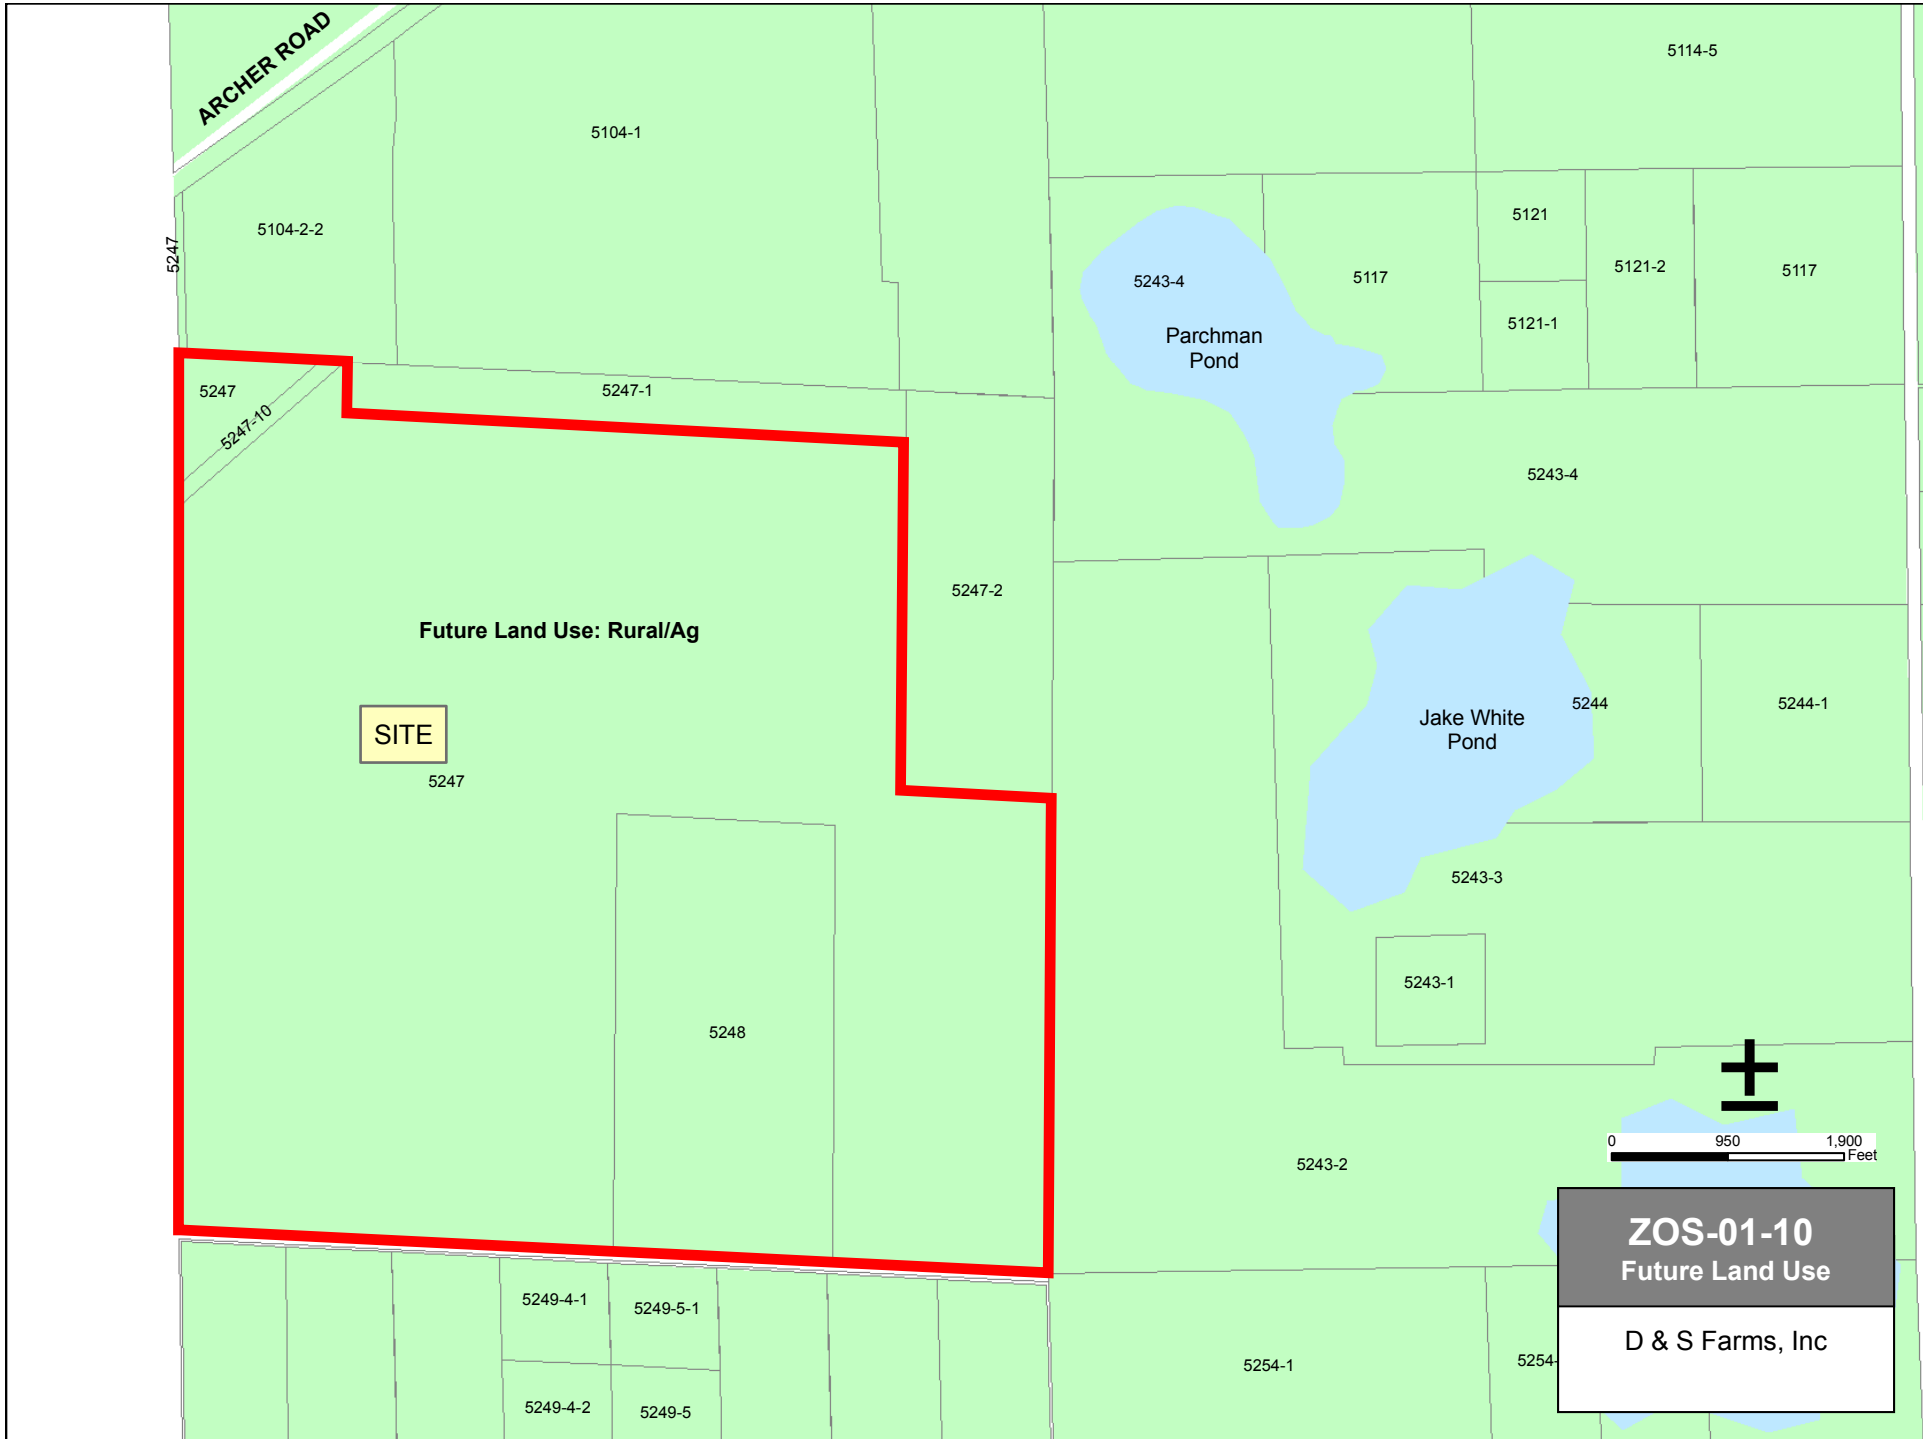 ARCHER ROAD
5114-5
5104-1
5104-2-2
5247
5121
5121-2
5117
5117
5243-4
5121-1
Parchman
Pond
5247
5247-10
5247-1
5243-4
5247-2
Future Land Use: Rural/Ag
SITE
5247
Jake White
Pond
5244
5244-1
5243-3
5243-1
5248
5243-2
0 950 1,900
Feet
ZOS-01-10
Future Land Use
D & S Farms, Inc
5249-4-1
5249-5-1
5254-1
5254-
5249-4-2
5249-5